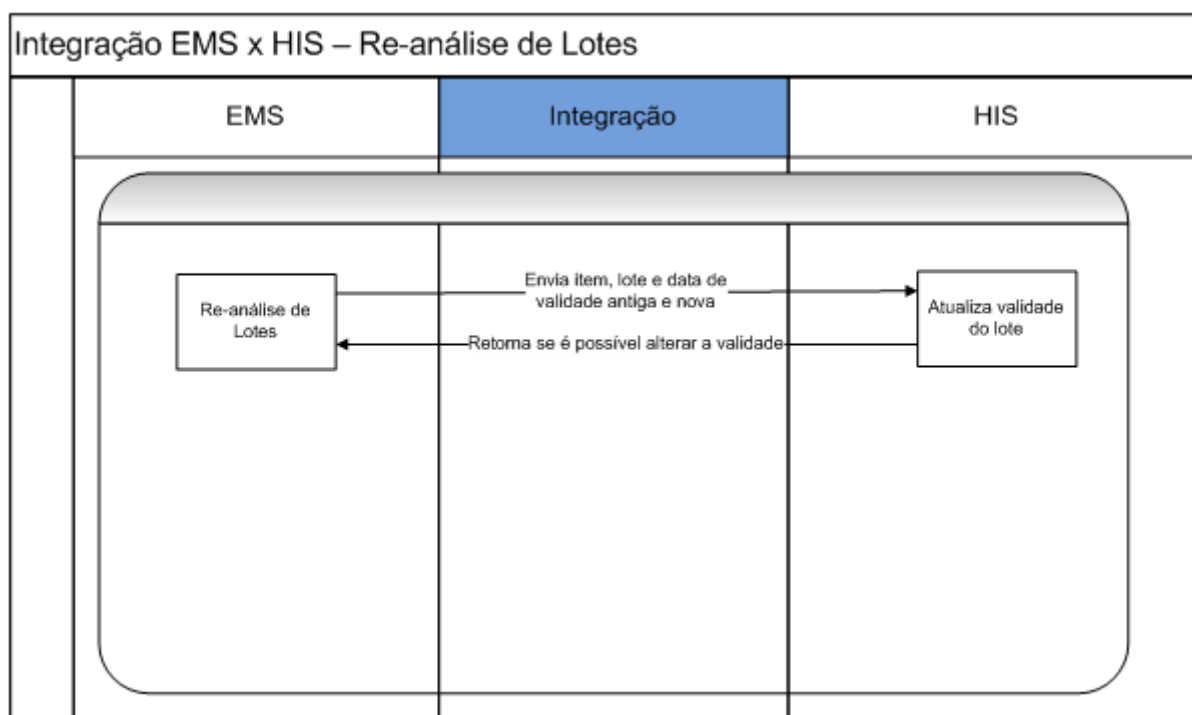 Integração EMS x HIS – Re-análise de Lotes
EMS
Integração
HIS
Re-análise de
Lotes
Envia item, lote e data de
validade antiga e nova
Retorna se é possível alterar a validade
Atualiza validade
do lote